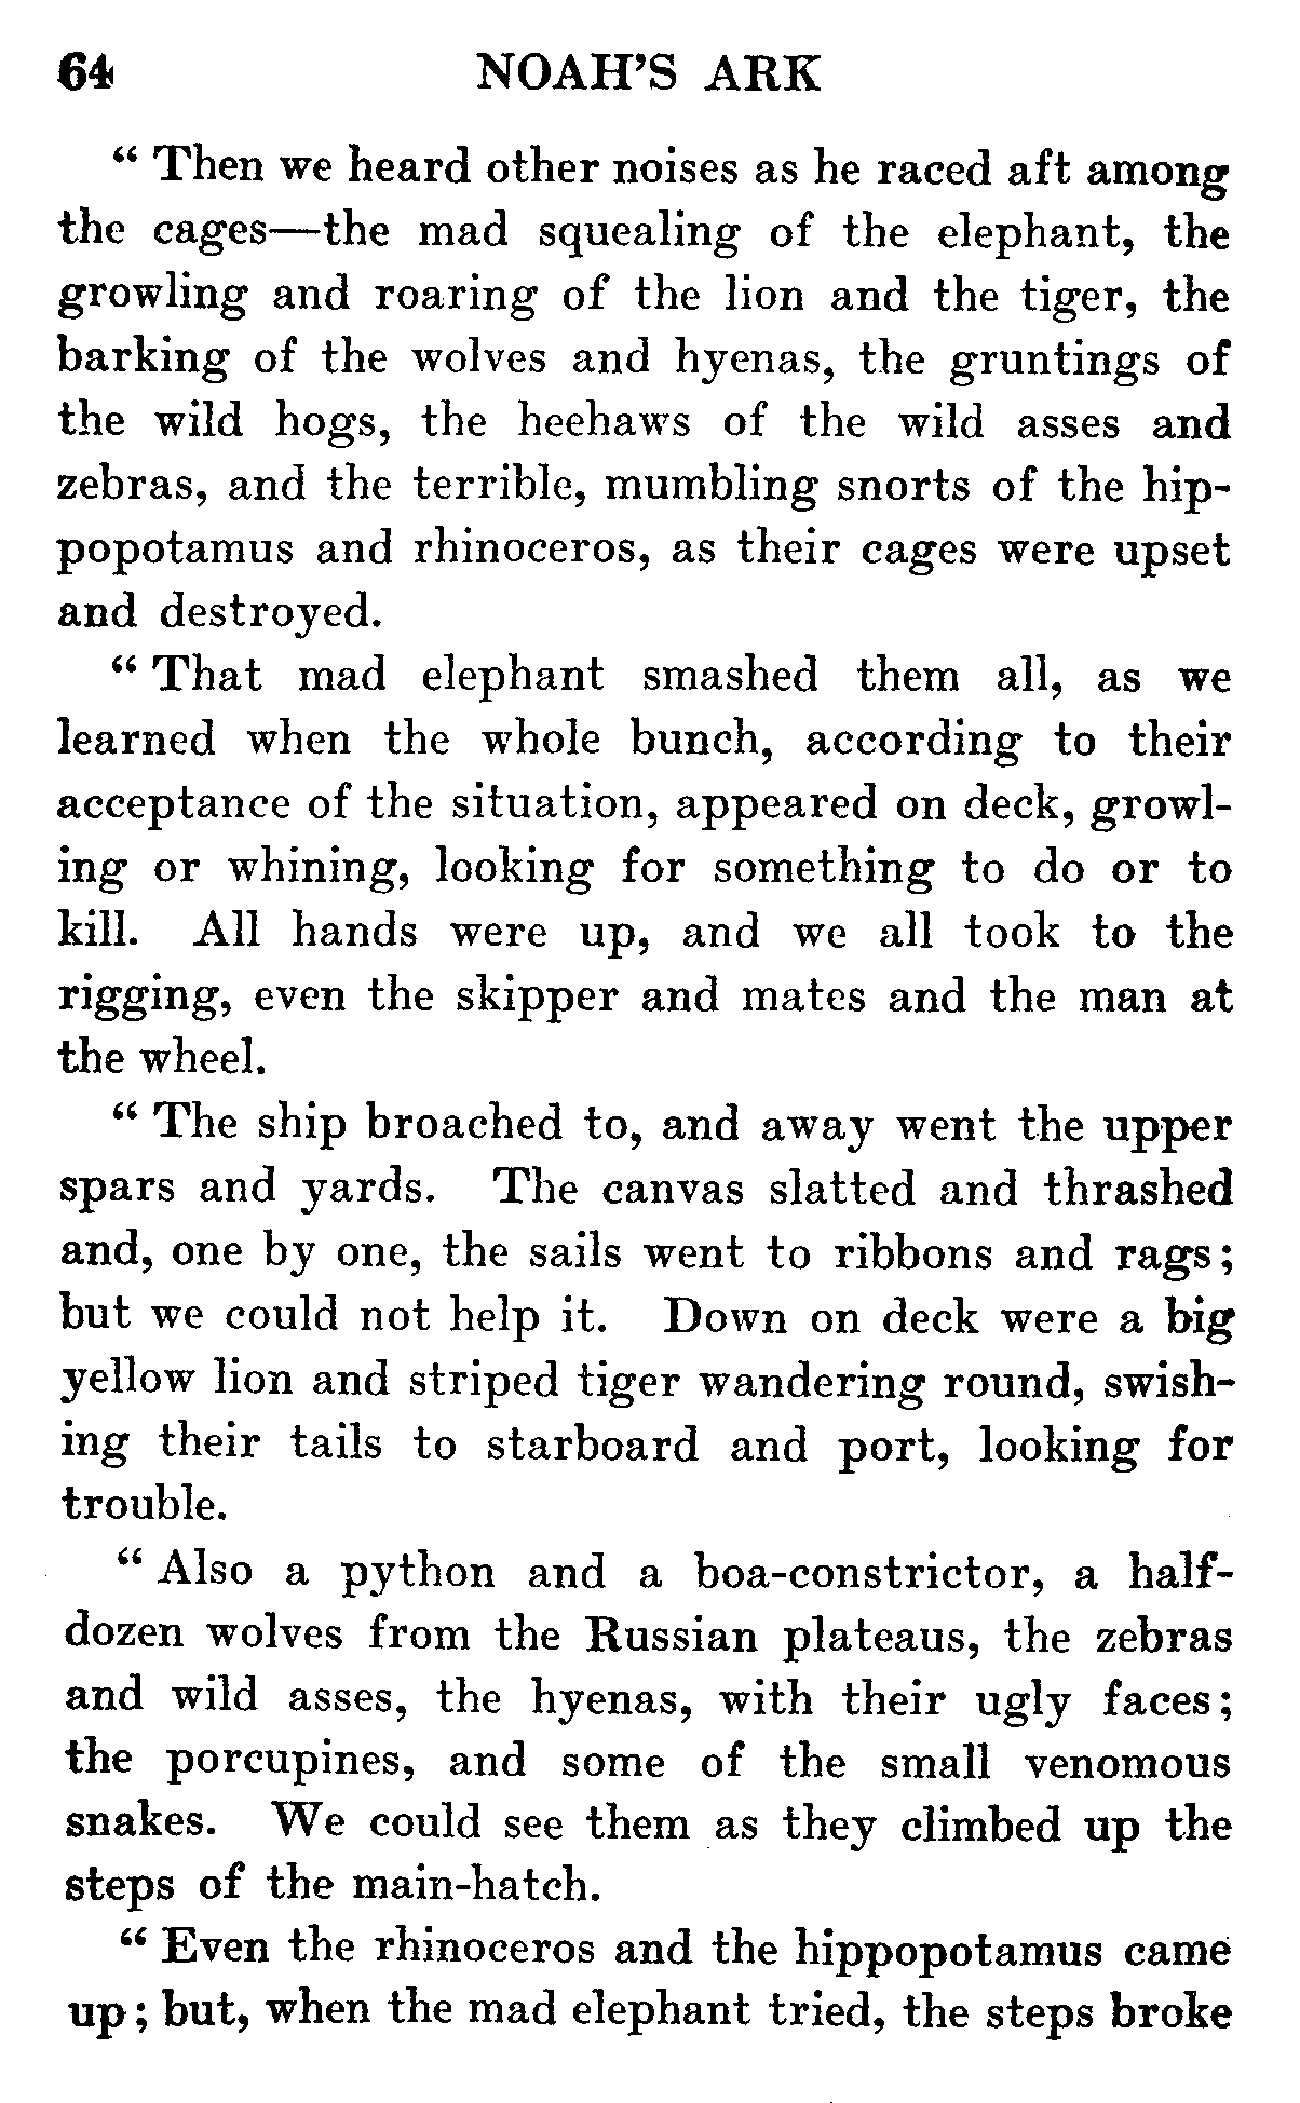 64 NOAH'S ARK
“ Then we heard other noises as he raced aft among
the cages—the mad squealing of the elephant, the
growling and roaring of the lion and the tiger, the
barking of the wolves and hyenas, the gruntings of
the wild hogs, the heehaws of the wild asses and
zebras, and the terrible, mumbling snorts of the hip-
popotamus and rhinoceros, as their cages were upset
and destroyed.
“ That mad elephant smashed them all, as we
learned when the whole bunch, according to their
acceptance of the situation, appeared on deck, growl-
ing or whining, looking for something to do or to
kill. All hands were up, and we all took to the
rigging, even the skipper and mates and the man at
the wheel.
“ The ship broached to, and away went the upper
spars and yards. The canvas slatted and thrashed
and, one by one, the sails went to ribbons and rags;
but we could not help it. Down on deck were a big
yellow lion and striped tiger wandering round, swish-
ing their tails to starboard and port, looking for
trouble.
“ Also a python and a boa-constrictor, a half-
dozen wolves from the Russian plateaus, the zebras
and wild asses, the hyenas, with their ugly faces;
the porcupines, and some of the small venomous
snakes. We could see them as they climbed up the
steps of the main-hatch.
“ Even the rhinoceros and the hippopotamus came
up; but, when the mad elephant tried, the steps broke